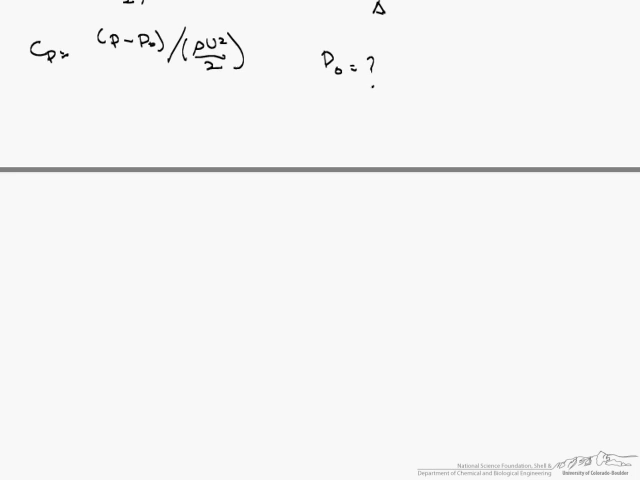 Δ
Cp = (P - P₀) / (ρU²/2)
P₀ = ?
National Science Foundation, Shell &
Department of Chemical and Biological Engineering
University of Colorado-Boulder